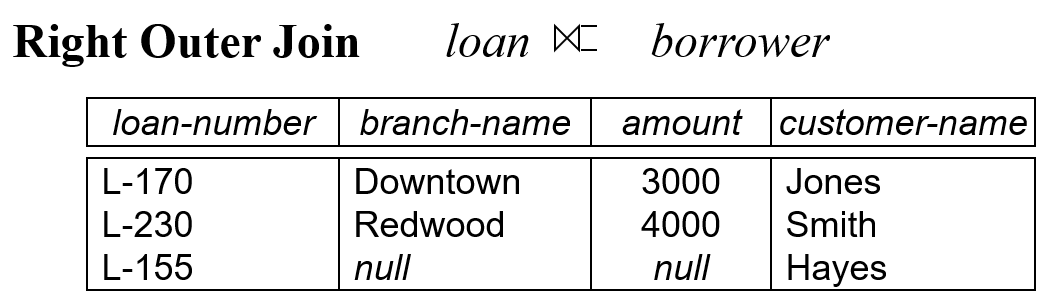 Right Outer Join loan ⟖ borrower
loan-number branch-name amount customer-name
L-170 Downtown 3000 Jones
L-230 Redwood 4000 Smith
L-155 null null Hayes